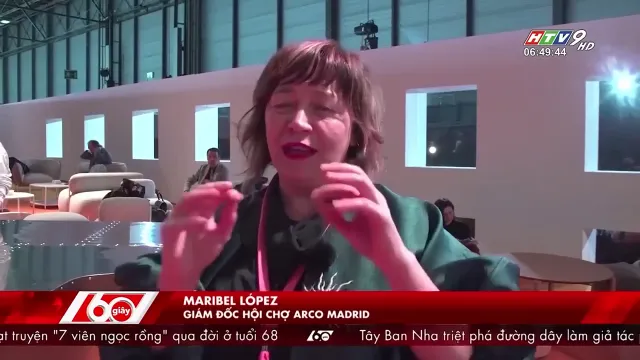 HTV9 HD
06:49:44
60 giây
MARIBEL LÓPEZ
GIÁM ĐỐC HỘI CHỢ ARCO MADRID
truyện "7 viên ngọc rồng" qua đời ở tuổi 68 60 Tây Ban Nha triệt phá đường dây làm giả tác